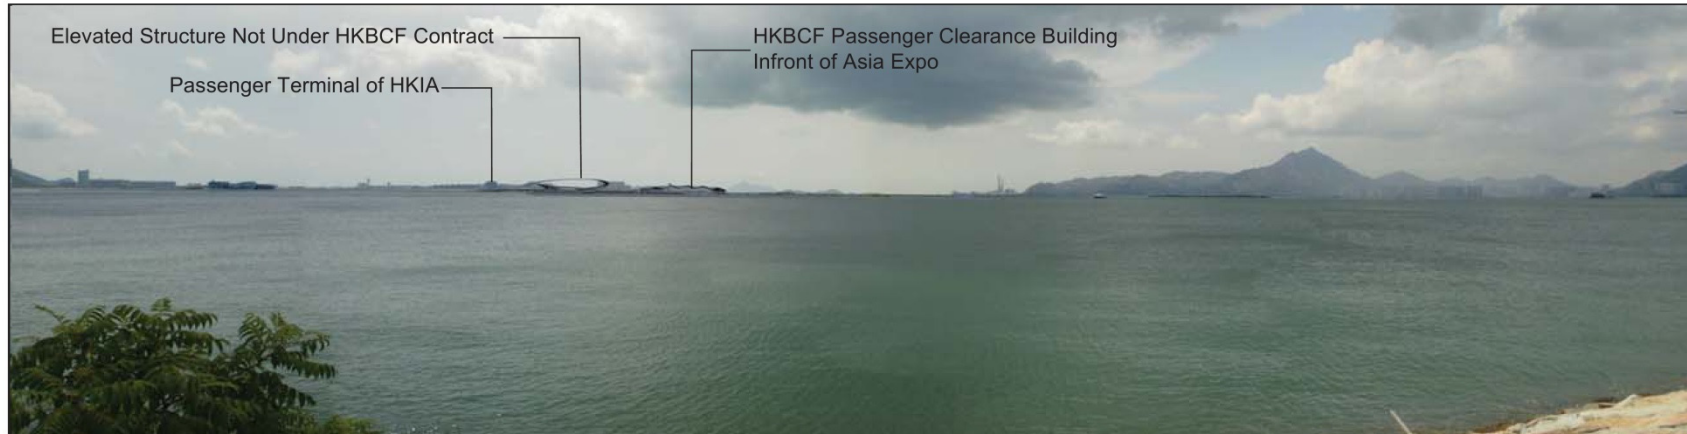 Elevated Structure Not Under HKBCF Contract
Passenger Terminal of HKIA
HKBCF Passenger Clearance Building
Infront of Asia Expo